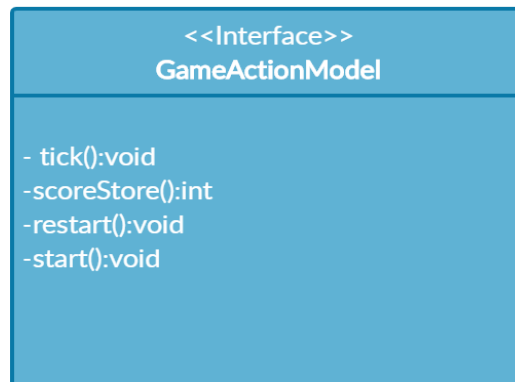 <<Interface>>
GameActionModel
- tick():void
-scoreStore():int
-restart():void
-start():void